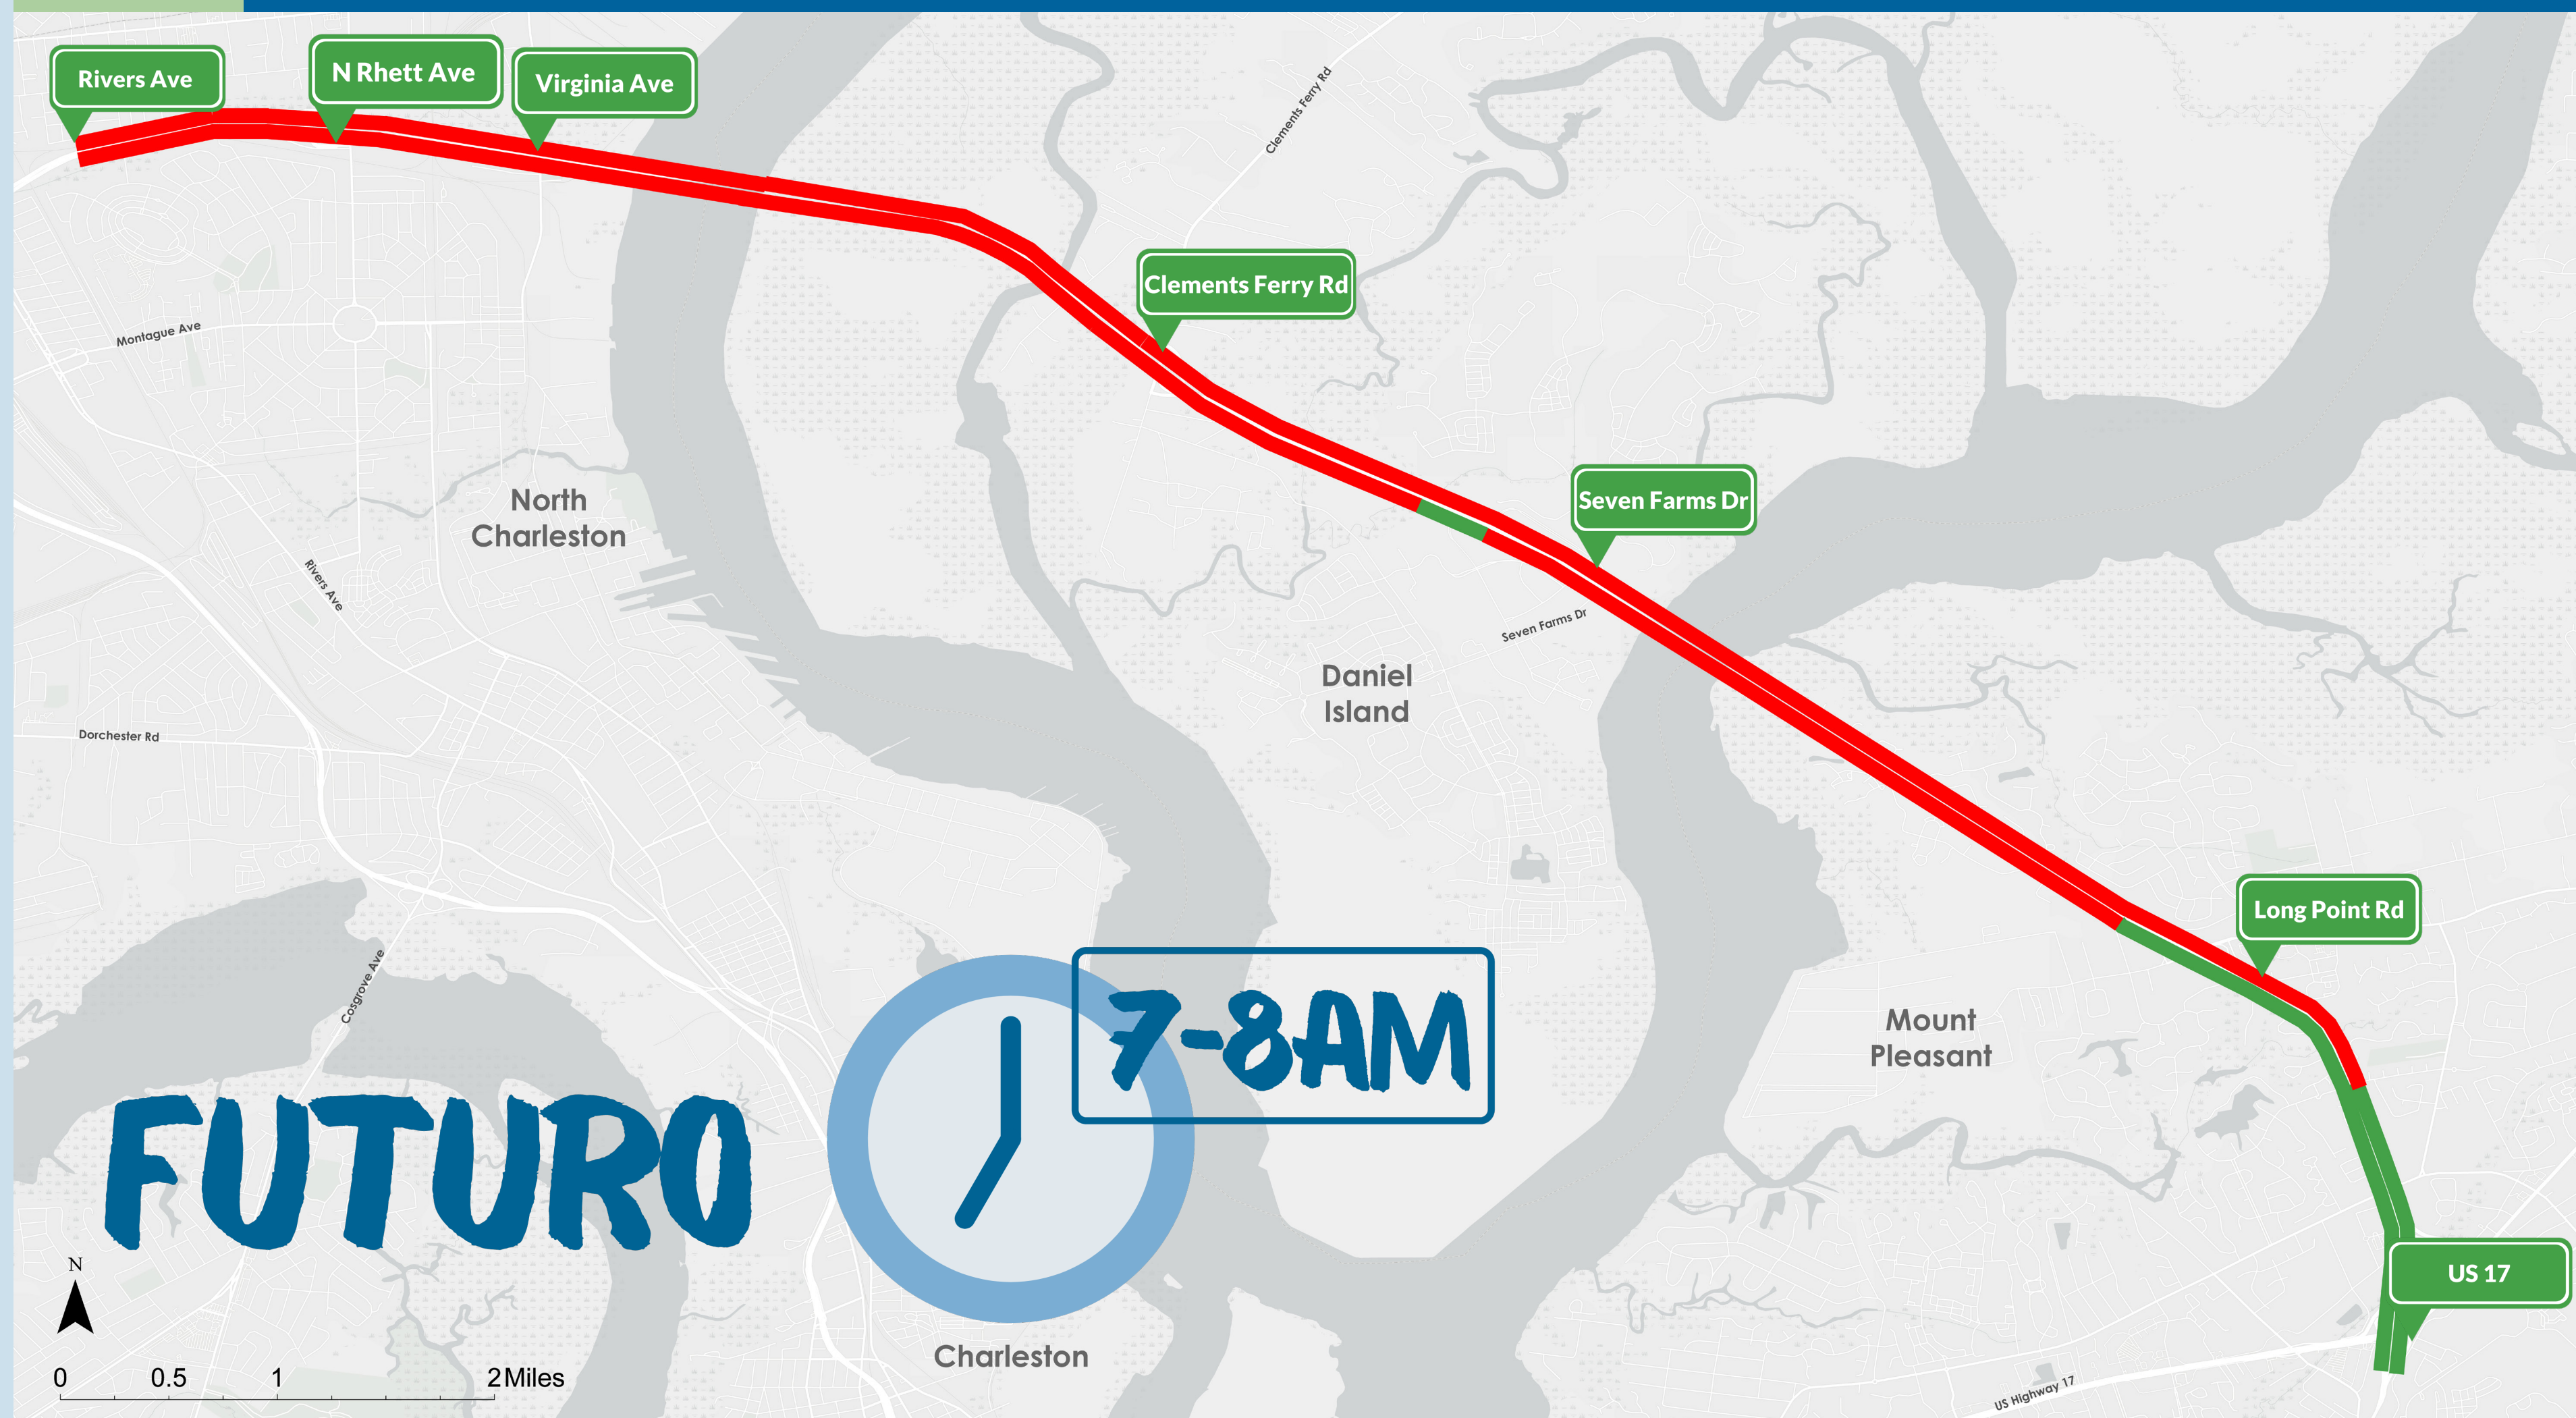 Rivers Ave
N Rhett Ave
Virginia Ave
Clements Ferry Rd
Clements Ferry Rd
Montague Ave
North
Charleston
Seven Farms Dr
Rivers Ave
Seven Farms Dr
Daniel
Island
Dorchester Rd
Long Point Rd
Cosgrove Ave
7-8AM
Mount
Pleasant
FUTURO
US 17
N
Charleston
0 0.5 1 2 Miles
US Highway 17